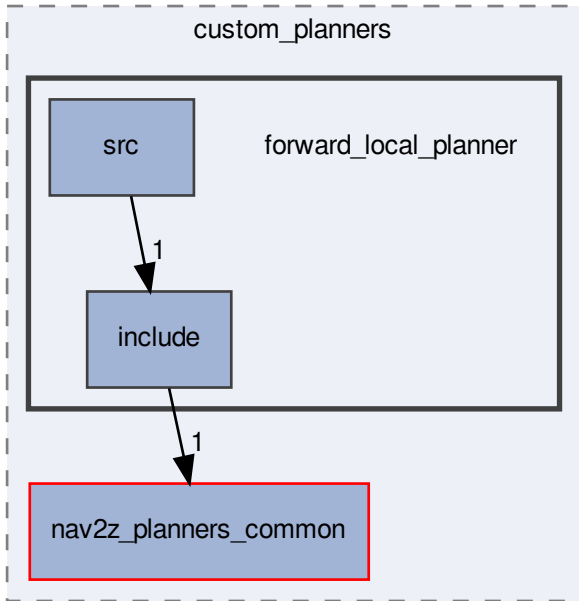 custom_planners
src
forward_local_planner
1
include
1
nav2z_planners_common